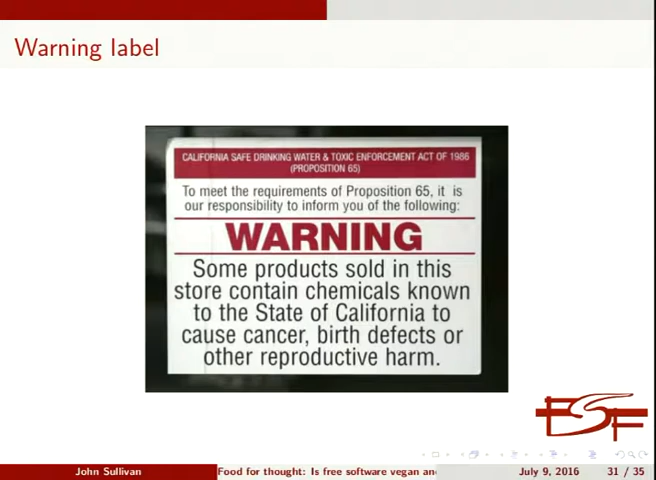 Warning label
CALIFORNIA SAFE DRINKING WATER & TOXIC ENFORCEMENT ACT OF 1986
(PROPOSITION 65)
To meet the requirements of Proposition 65, it is
our responsibility to inform you of the following:
WARNING
Some products sold in this
store contain chemicals known
to the State of California to
cause cancer, birth defects or
other reproductive harm.
FSF
John Sullivan
Food for thought: Is free software vegan an
July 9, 2016
31 / 35